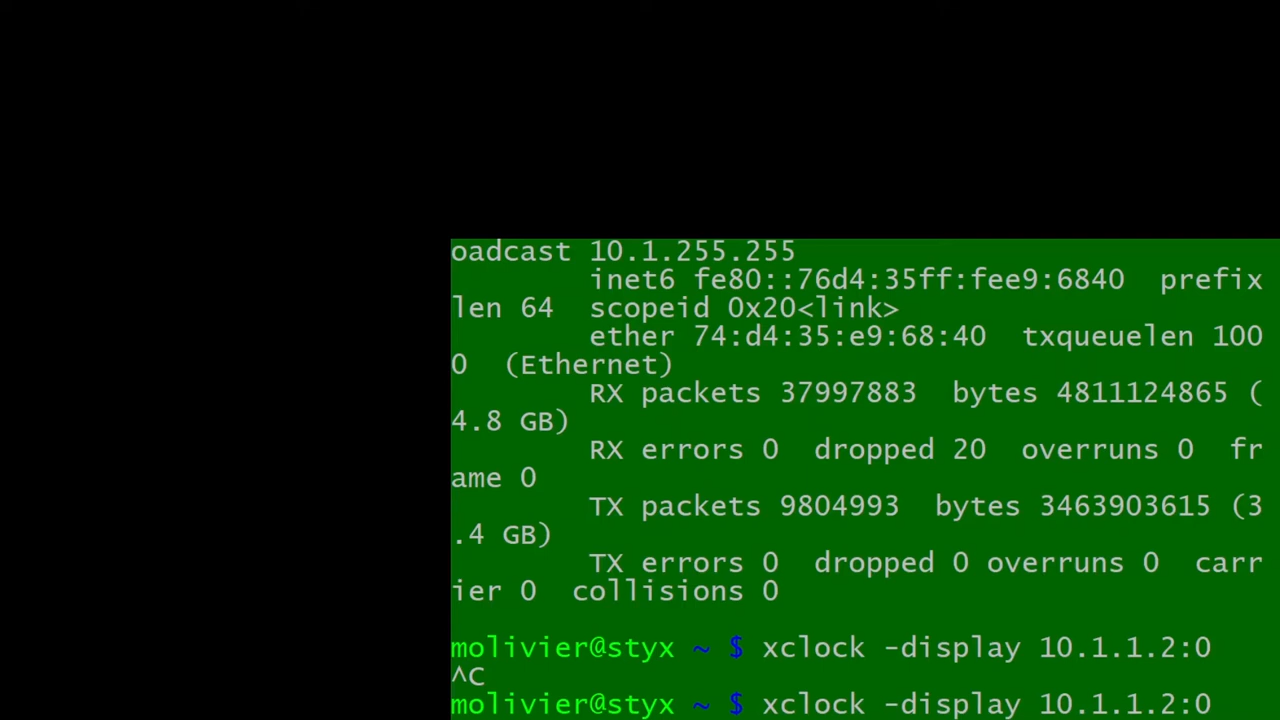 oadcast 10.1.255.255
inet6 fe80::76d4:35ff:fee9:6840 prefix
len 64 scopeid 0x20<link>
ether 74:d4:35:e9:68:40 txqueuelen 100
0 (Ethernet)
RX packets 37997883 bytes 4811124865 (
4.8 GB)
RX errors 0 dropped 20 overruns 0 fr
ame 0
TX packets 9804993 bytes 3463903615 (3
.4 GB)
TX errors 0 dropped 0 overruns 0 carr
ier 0 collisions 0
molivier@styx ~ $ xclock -display 10.1.1.2:0
^C
molivier@styx ~ $ xclock -display 10.1.1.2:0